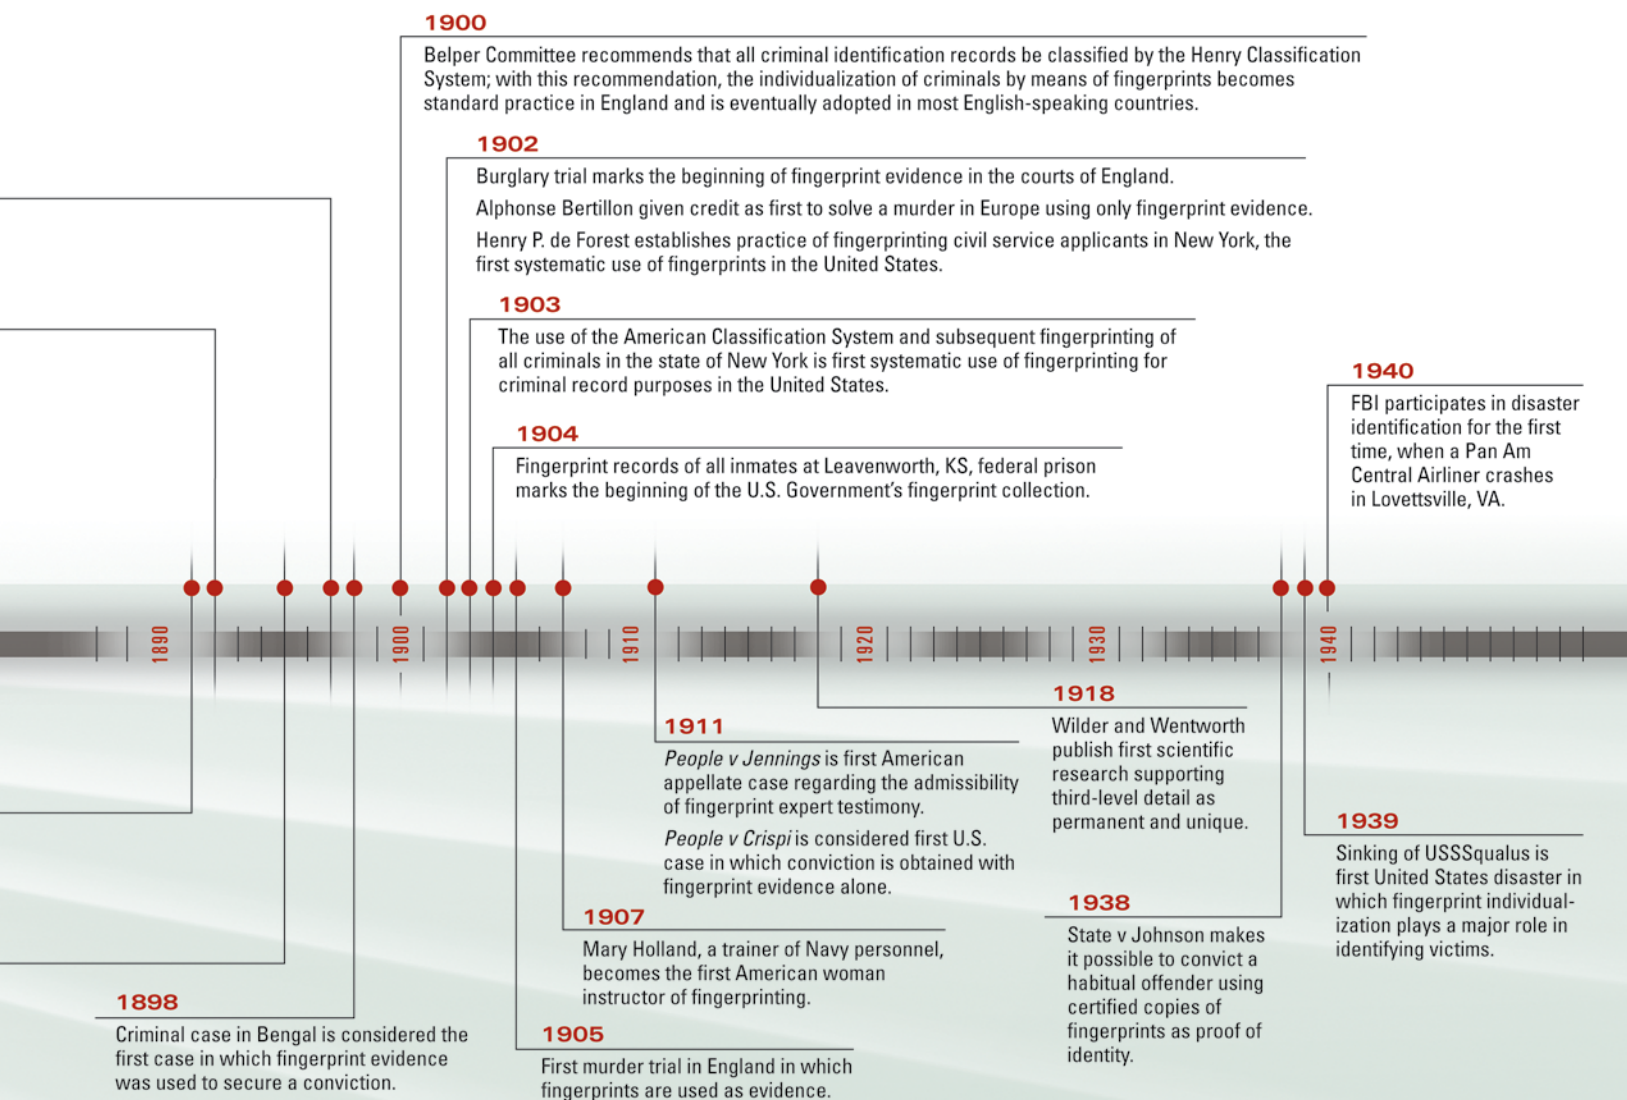 1900
Belper Committee recommends that all criminal identification records be classified by the Henry Classification
System; with this recommendation, the individualization of criminals by means of fingerprints becomes
standard practice in England and is eventually adopted in most English-speaking countries.
1902
Burglary trial marks the beginning of fingerprint evidence in the courts of England.
Alphonse Bertillon given credit as first to solve a murder in Europe using only fingerprint evidence.
Henry P. de Forest establishes practice of fingerprinting civil service applicants in New York, the
first systematic use of fingerprints in the United States.
1903
The use of the American Classification System and subsequent fingerprinting of
all criminals in the state of New York is first systematic use of fingerprinting for
criminal record purposes in the United States.
1904
Fingerprint records of all inmates at Leavenworth, KS, federal prison
marks the beginning of the U.S. Government's fingerprint collection.
1940
FBI participates in disaster
identification for the first
time, when a Pan Am
Central Airliner crashes
in Lovettsville, VA.
1890
1900
1910
1920
1930
1940
1911
People v Jennings is first American
appellate case regarding the admissibility
of fingerprint expert testimony.
People v Crispi is considered first U.S.
case in which conviction is obtained with
fingerprint evidence alone.
1918
Wilder and Wentworth
publish first scientific
research supporting
third-level detail as
permanent and unique.
1939
Sinking of USSSqualus is
first United States disaster in
which fingerprint individual-
ization plays a major role in
identifying victims.
1938
State v Johnson makes
it possible to convict a
habitual offender using
certified copies of
fingerprints as proof of
identity.
1907
Mary Holland, a trainer of Navy personnel,
becomes the first American woman
instructor of fingerprinting.
1898
Criminal case in Bengal is considered the
first case in which fingerprint evidence
was used to secure a conviction.
1905
First murder trial in England in which
fingerprints are used as evidence.